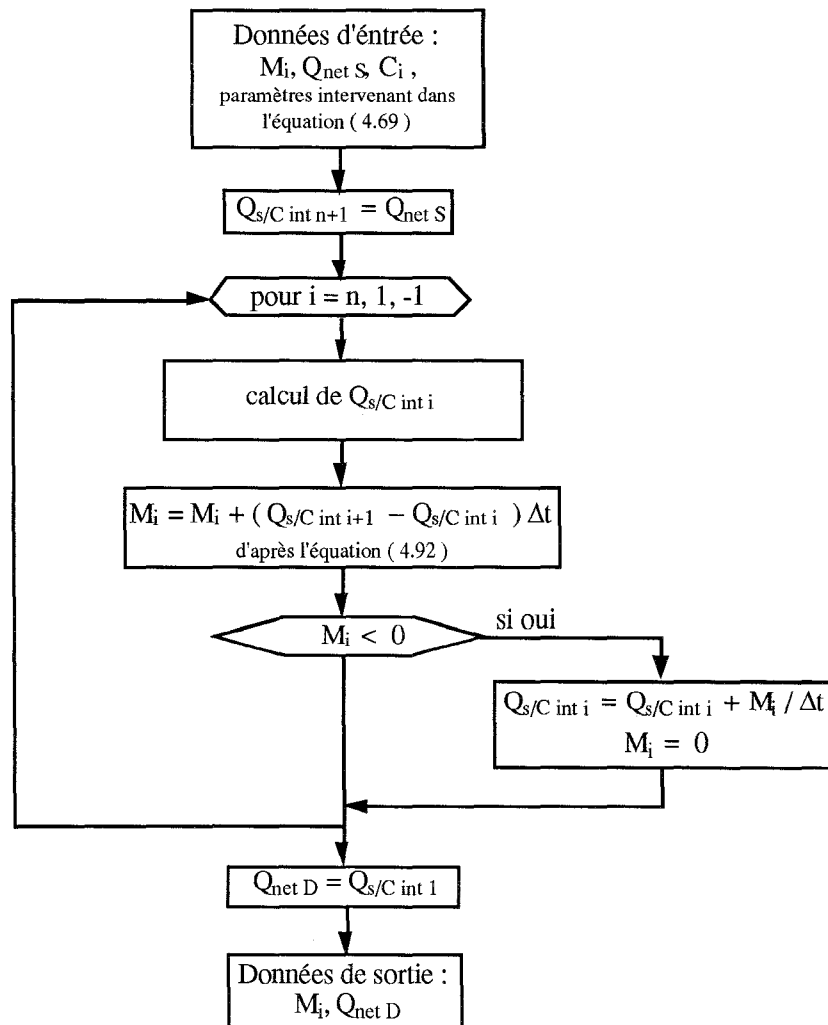 Données d'éntrée :
Mi, Qnet S, Ci ,
paramètres intervenant dans
l'équation ( 4.69 )
Qs/C int n+1 = Qnet S
pour i = n, 1, -1
calcul de Qs/C int i
Mi = Mi + ( Qs/C int i+1 − Qs/C int i ) Δt
d'après l'équation ( 4.92 )
Mi < 0
si oui
Qs/C int i = Qs/C int i + Mi / Δt
Mi = 0
Qnet D = Qs/C int 1
Données de sortie :
Mi, Qnet D